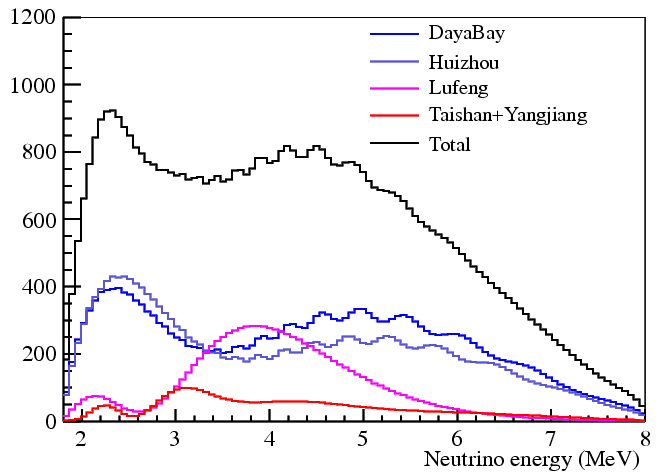 1200
1000
800
600
400
200
0
DayaBay
Huizhou
Lufeng
Taishan+Yangjiang
Total
2 3 4 5 6 7 8
Neutrino energy (MeV)